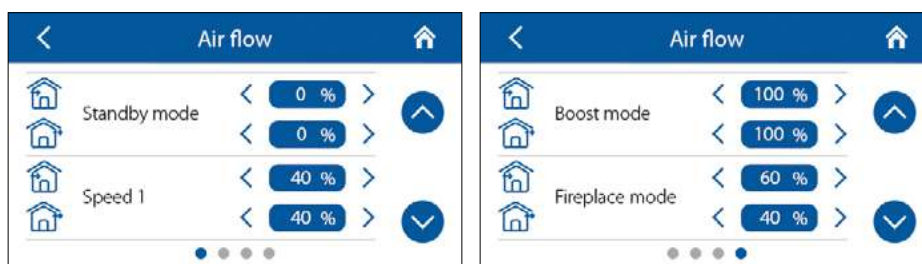 Air flow
Standby mode
0 %
0 %
Speed 1
40 %
40 %
Air flow
Boost mode
100 %
100 %
Fireplace mode
60 %
40 %